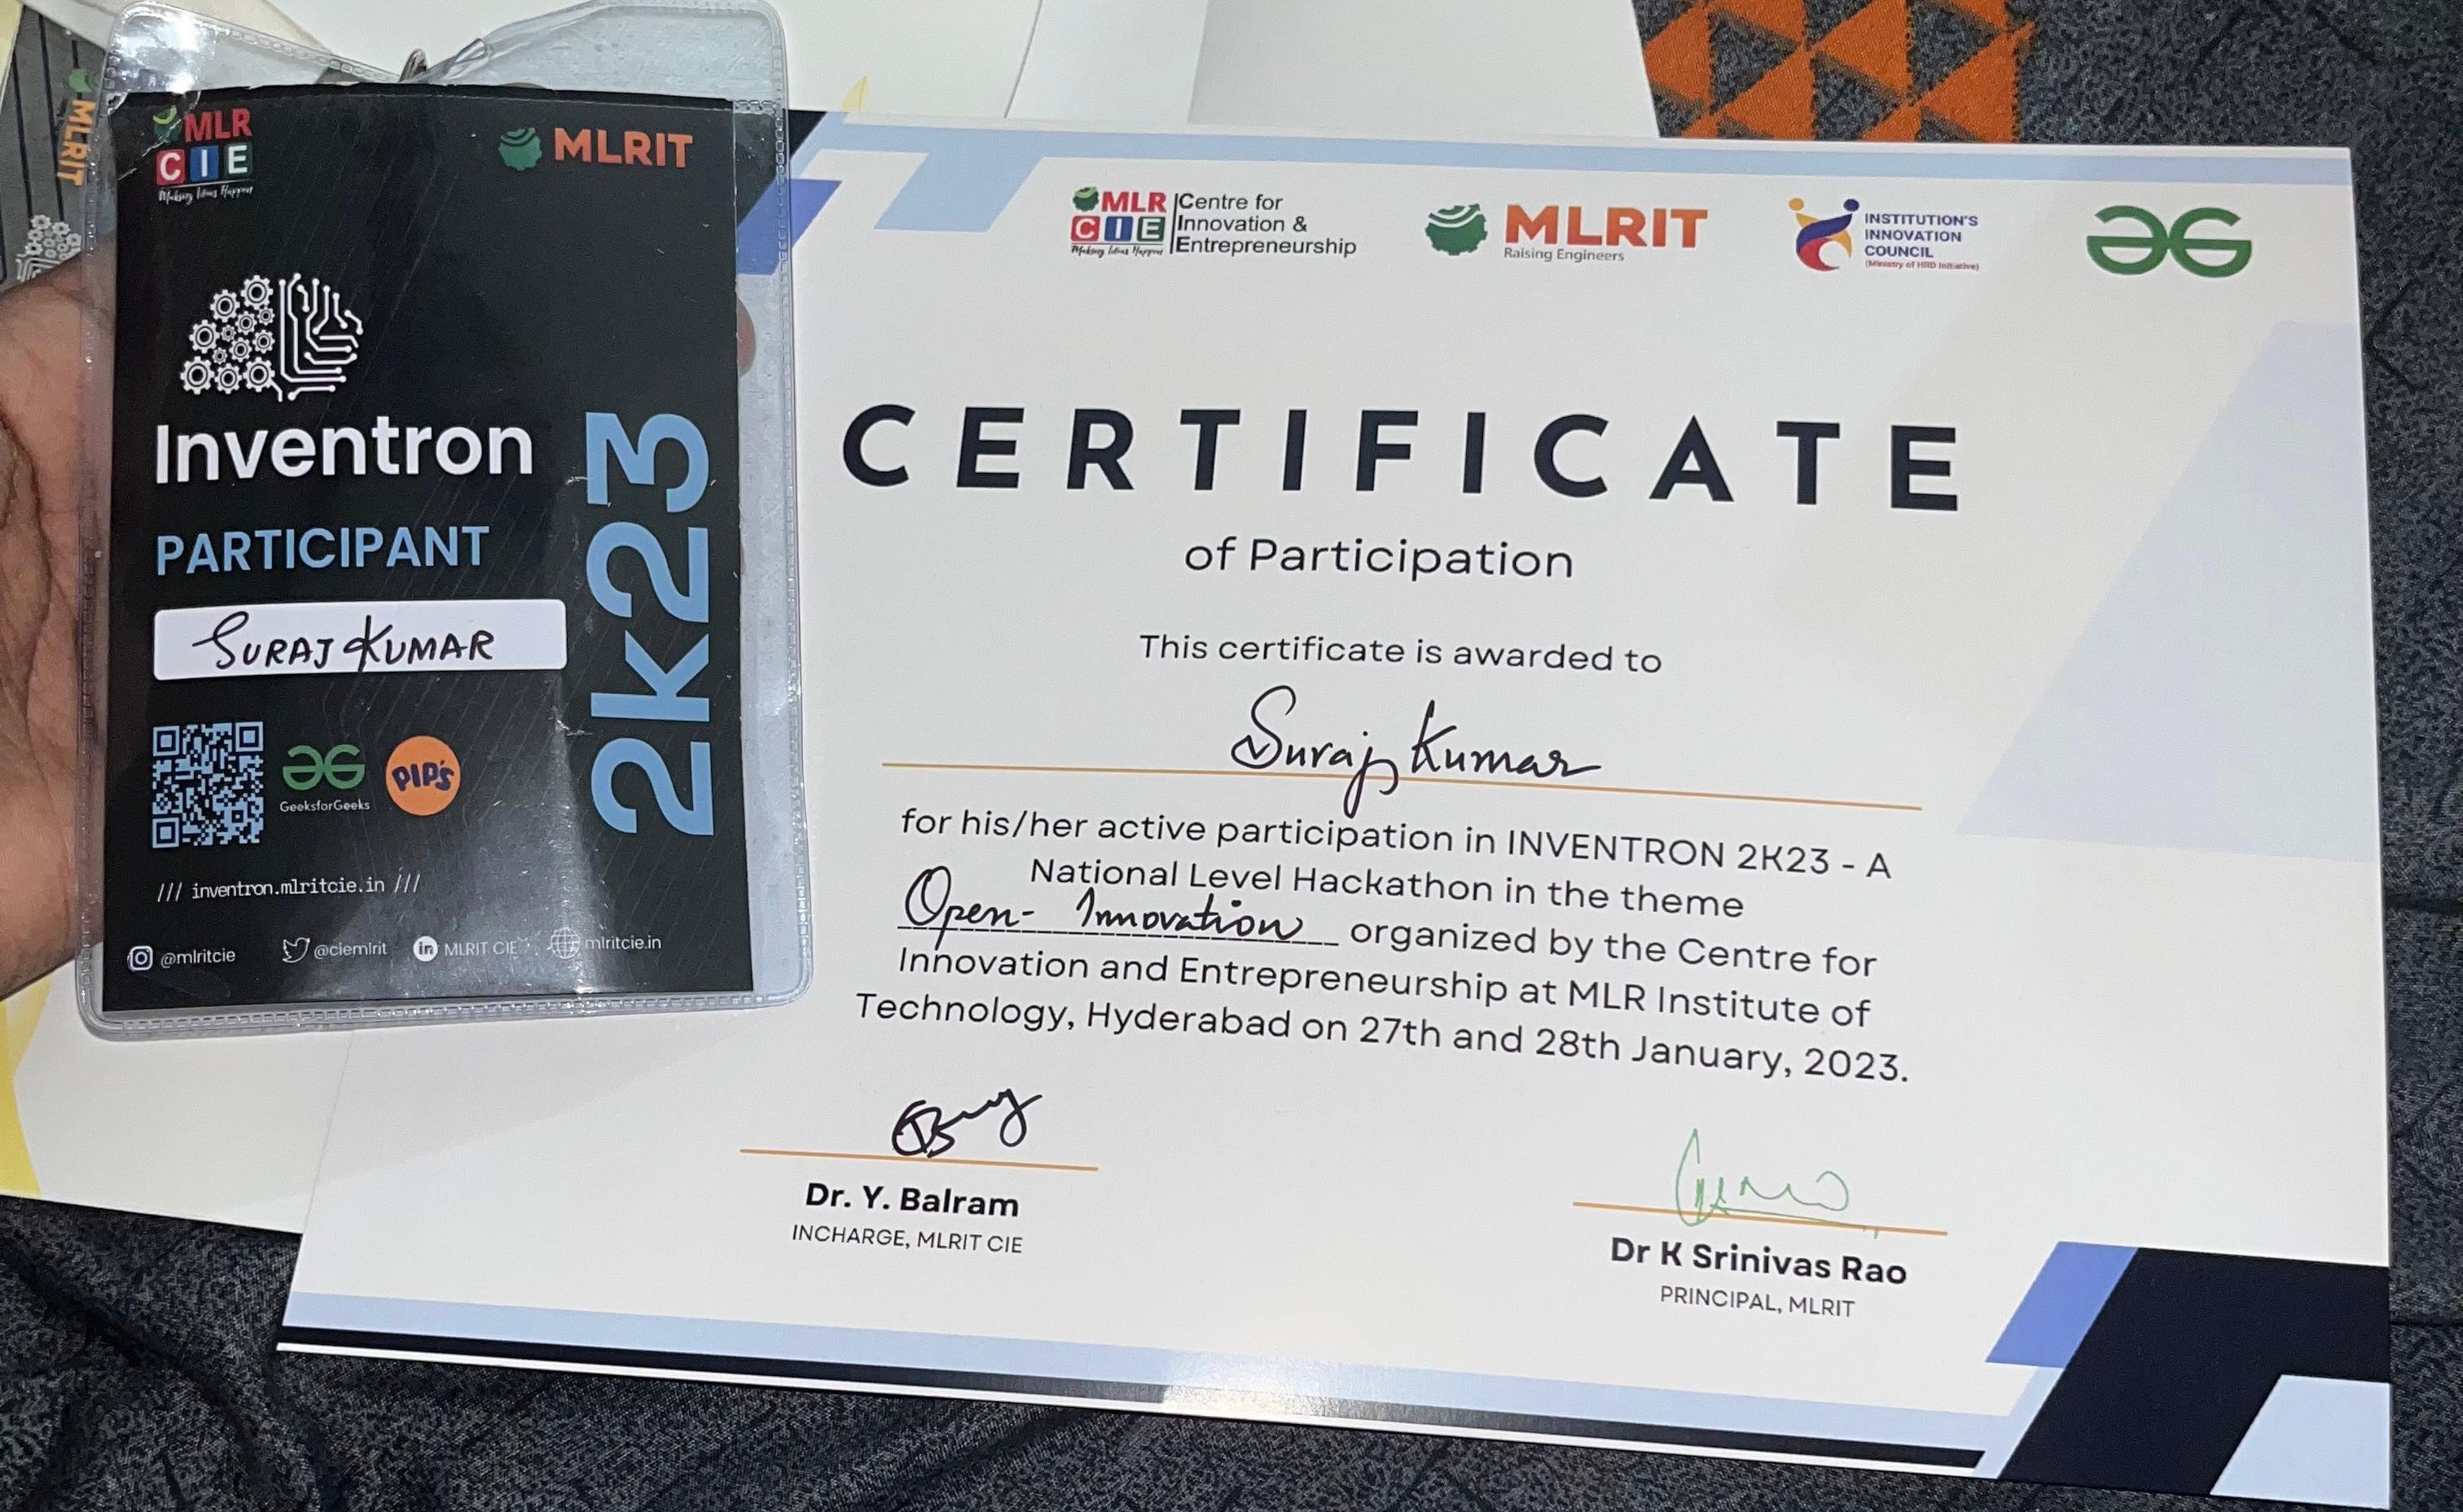 MLRIT
MLR
CIE
Making Ideas Happen
MLRIT
Inventron
PARTICIPANT
2k23
SURAJ KUMAR
GeeksforGeeks
PIP's
/// inventron.mlritcie.in ///
@mlritcie
@ciemlrit
in MLRIT CIE
mlritcie.in
MLR
CIE
Making Ideas Happen
Centre for
Innovation &
Entrepreneurship
MLRIT
Raising Engineers
INSTITUTION'S
INNOVATION
COUNCIL
(Ministry of HRD Initiative)
CERTIFICATE
of Participation
This certificate is awarded to
Suraj Kumar
for his/her active participation in INVENTRON 2K23 - A
National Level Hackathon in the theme
Open- Innovation organized by the Centre for
Innovation and Entrepreneurship at MLR Institute of
Technology, Hyderabad on 27th and 28th January, 2023.
Dr. Y. Balram
INCHARGE, MLRIT CIE
Dr K Srinivas Rao
PRINCIPAL, MLRIT